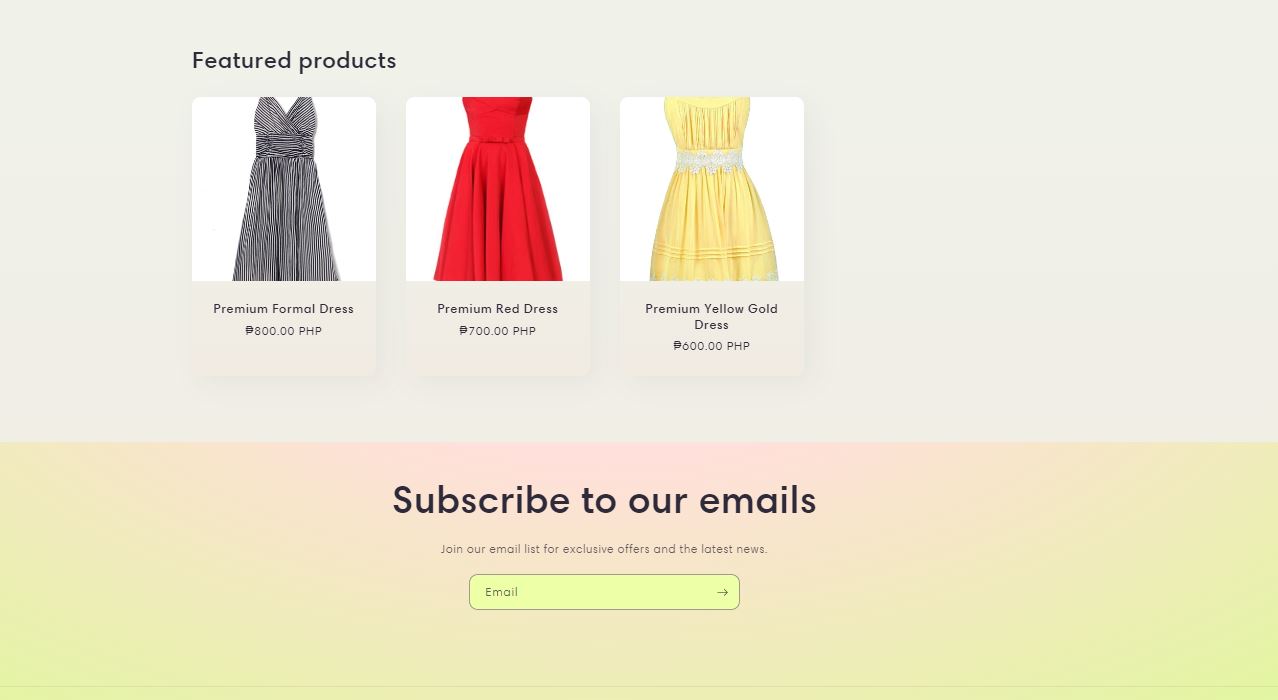 Featured products
Premium Formal Dress
₱800.00 PHP
Premium Red Dress
₱700.00 PHP
Premium Yellow Gold
Dress
₱600.00 PHP
Subscribe to our emails
Join our email list for exclusive offers and the latest news.
Email